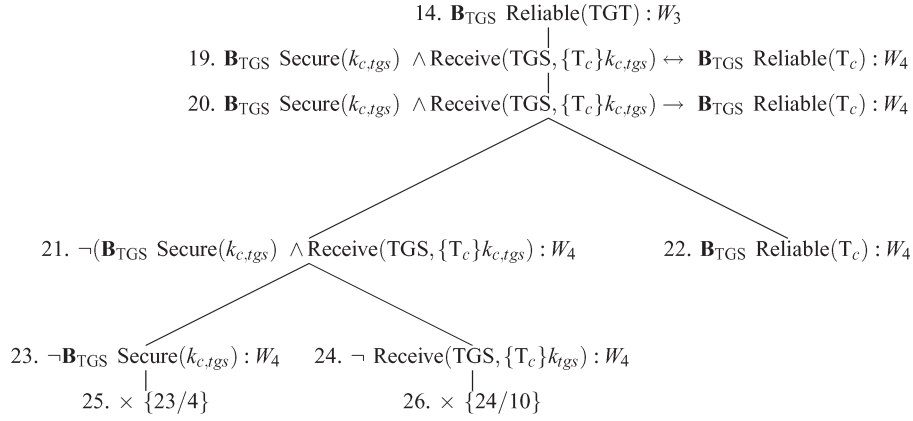 14. B_TGS Reliable(TGT) : W_3
19. B_TGS Secure(k_c,tgs) ∧ Receive(TGS, {T_c}k_c,tgs) ↔ B_TGS Reliable(T_c) : W_4
20. B_TGS Secure(k_c,tgs) ∧ Receive(TGS, {T_c}k_c,tgs) → B_TGS Reliable(T_c) : W_4
21. ¬(B_TGS Secure(k_c,tgs) ∧ Receive(TGS, {T_c}k_c,tgs) : W_4
22. B_TGS Reliable(T_c) : W_4
23. ¬B_TGS Secure(k_c,tgs) : W_4
24. ¬ Receive(TGS, {T_c}k_tgs) : W_4
25. × {23/4}
26. × {24/10}